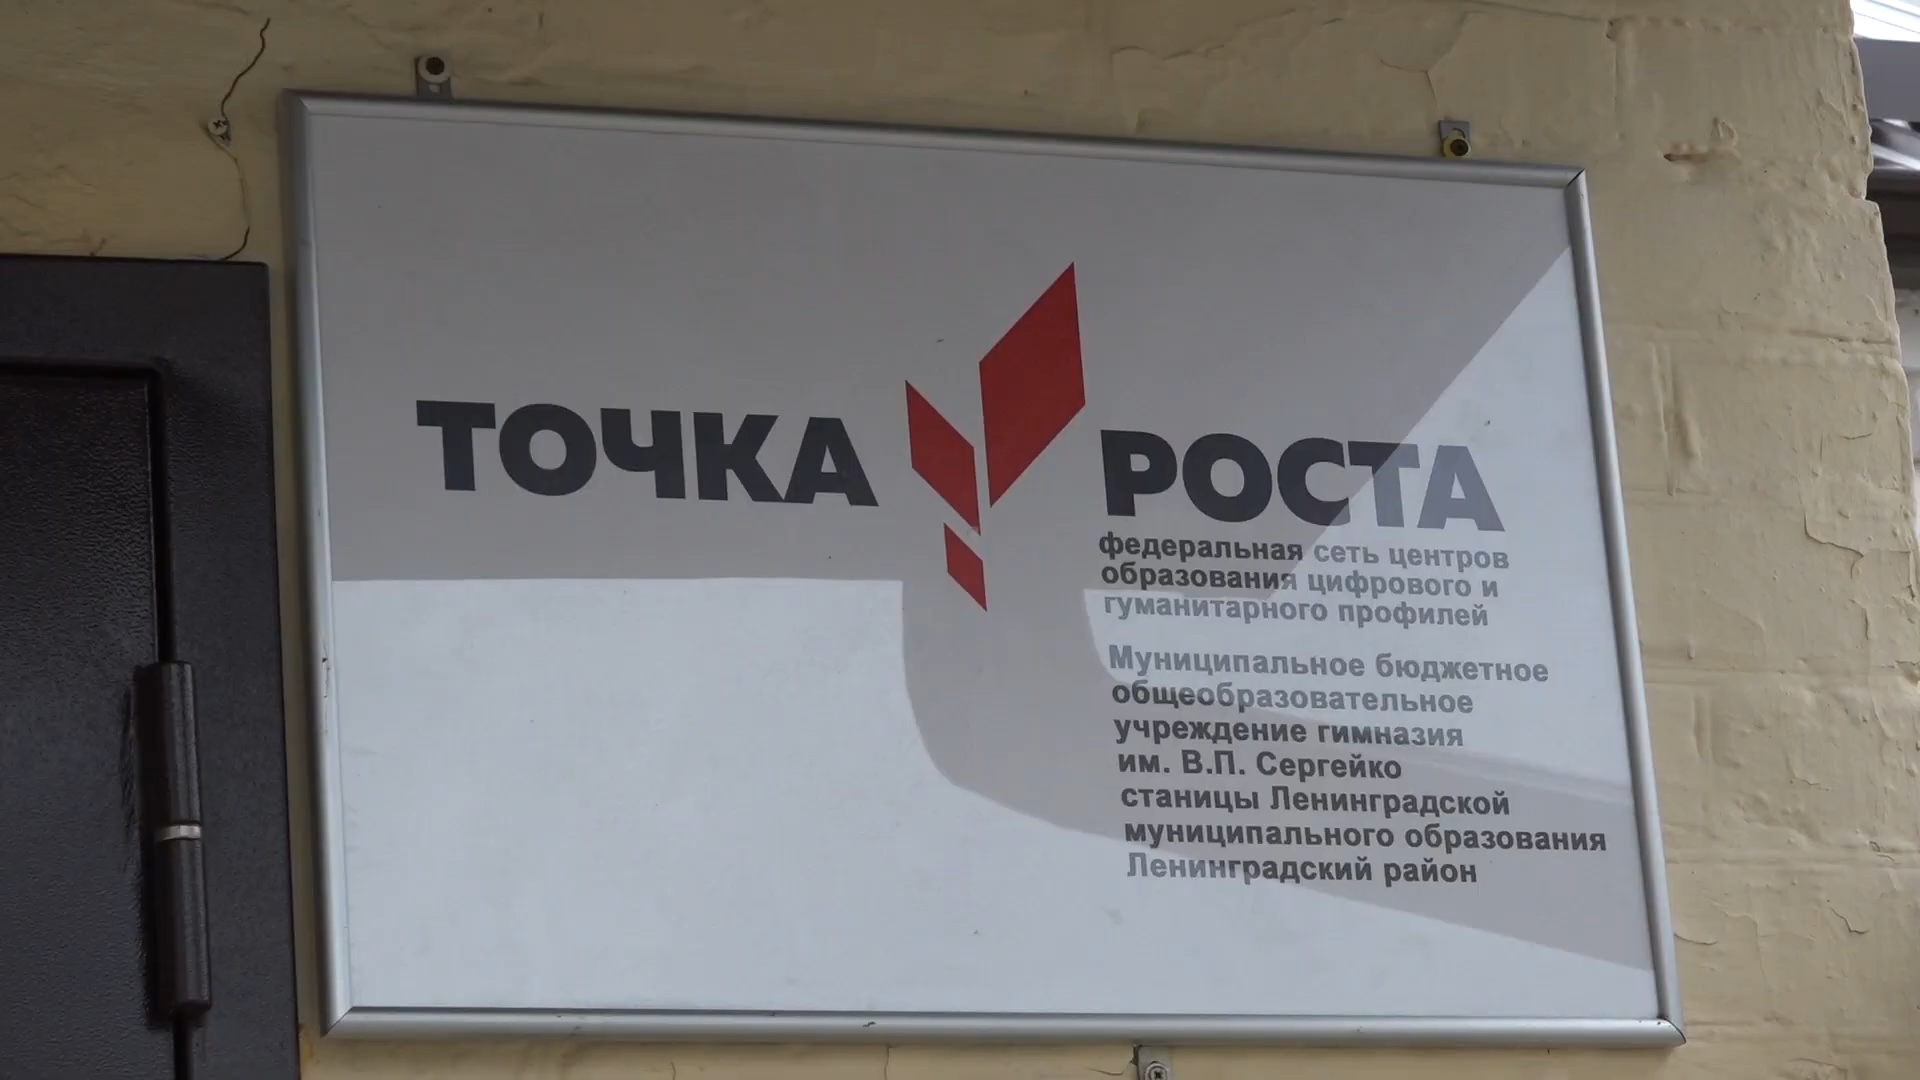 ТОЧКА РОСТА
федеральная сеть центров
образования цифрового и
гуманитарного профилей
Муниципальное бюджетное
общеобразовательное
учреждение гимназия
им. В.П. Сергейко
станицы Ленинградской
муниципального образования
Ленинградский район